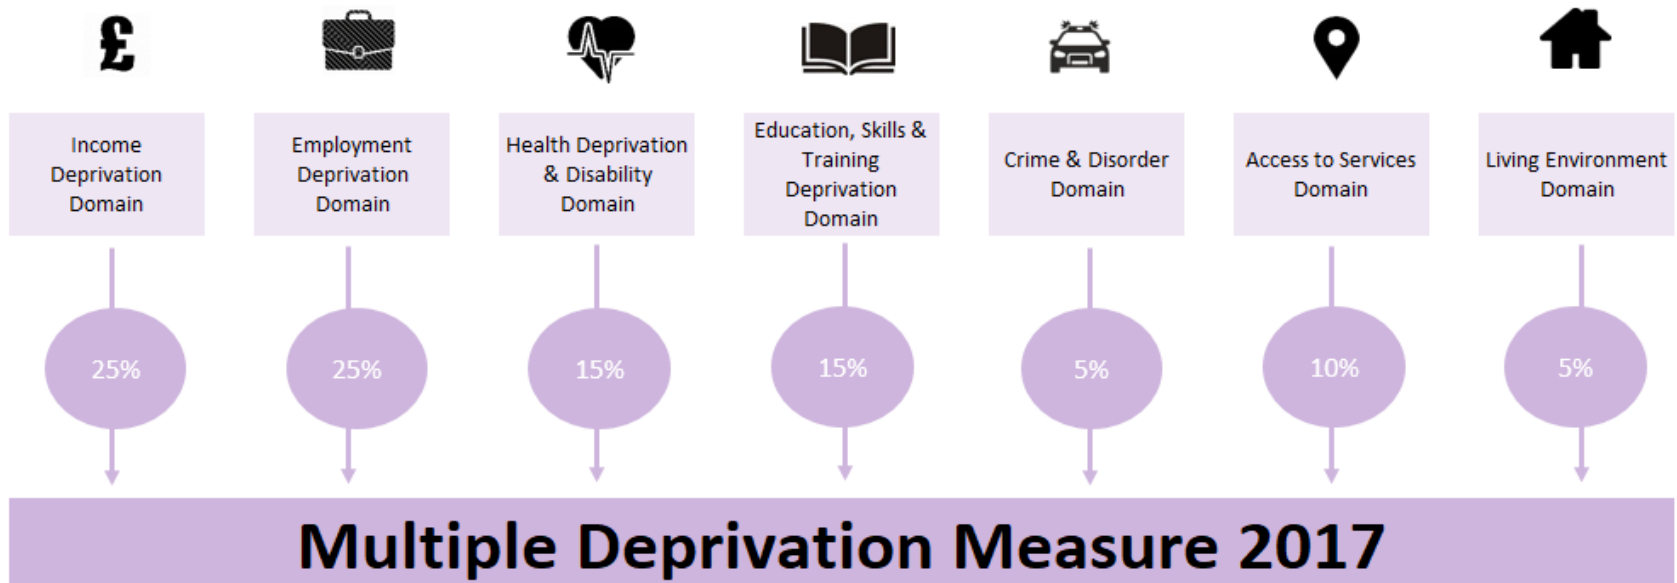 £
Income
Deprivation
Domain
Employment
Deprivation
Domain
Health Deprivation
& Disability
Domain
Education, Skills &
Training
Deprivation
Domain
Crime & Disorder
Domain
Access to Services
Domain
Living Environment
Domain
25%
25%
15%
15%
5%
10%
5%
Multiple Deprivation Measure 2017